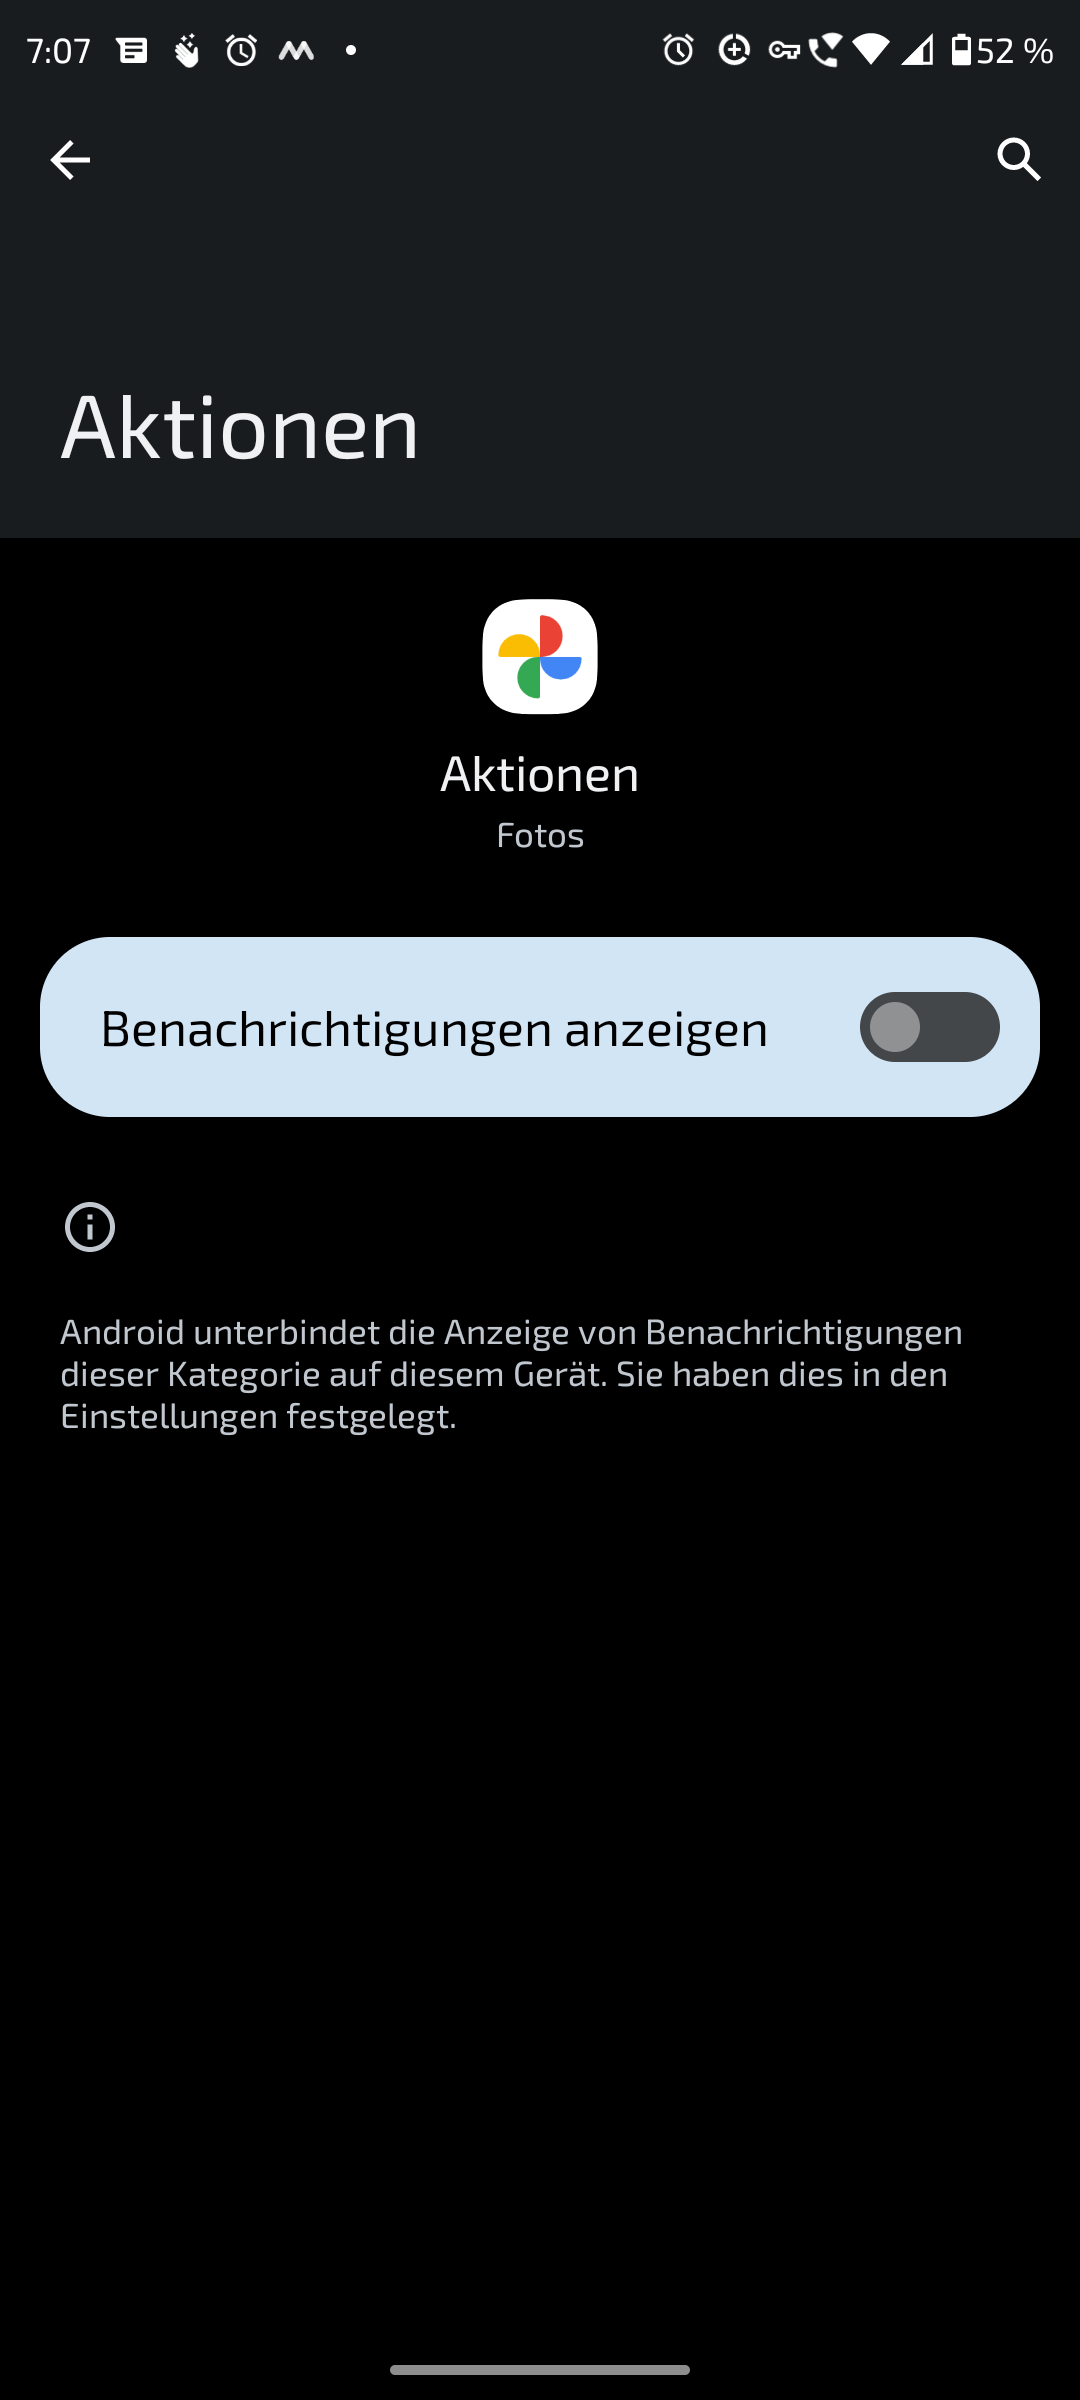 7:07
52 %
Aktionen
Aktionen
Fotos
Benachrichtigungen anzeigen
Android unterbindet die Anzeige von Benachrichtigungen
dieser Kategorie auf diesem Gerät. Sie haben dies in den
Einstellungen festgelegt.